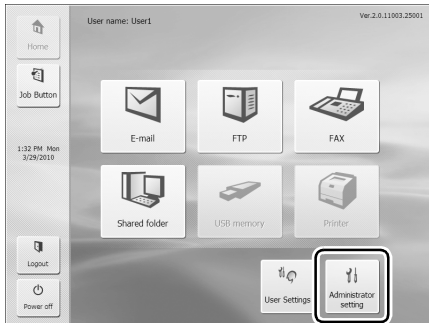 User name: User1
Ver.2.0.11003.25001
Home
Job Button
1:32 PM Mon
3/29/2010
Logout
Power off
E-mail
FTP
FAX
Shared folder
USB memory
Printer
User Settings
Administrator
setting